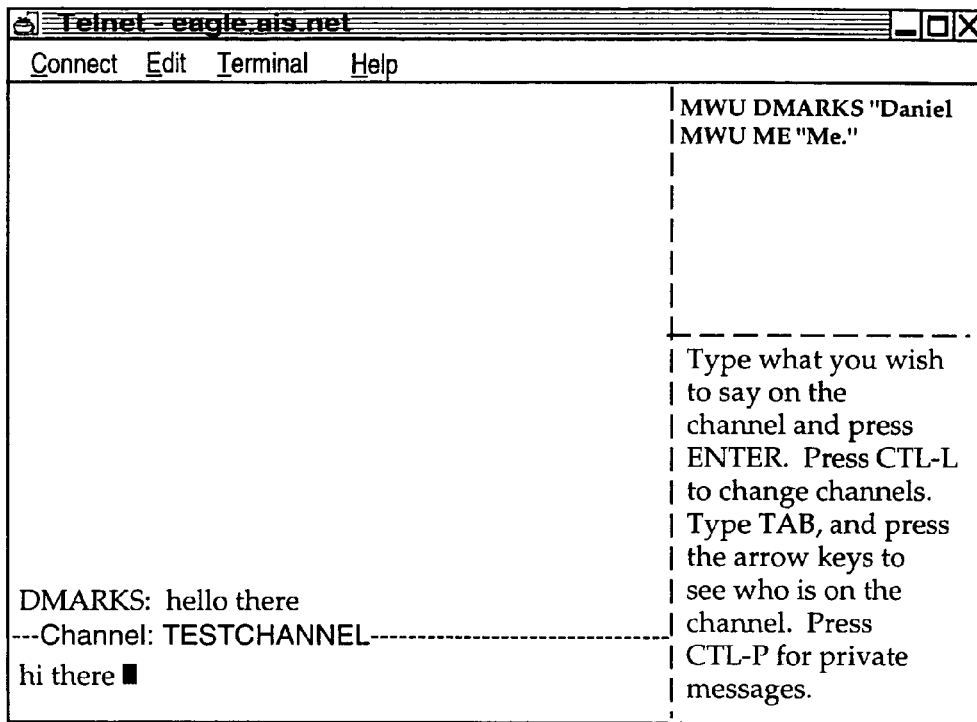 Telnet - eagle.ais.net
Connect Edit Terminal Help
MWU DMARKS "Daniel
MWU ME "Me."
Type what you wish
to say on the
channel and press
ENTER. Press CTL-L
to change channels.
Type TAB, and press
the arrow keys to
see who is on the
channel. Press
CTL-P for private
messages.
DMARKS: hello there
---Channel: TESTCHANNEL-----------------------------
hi there